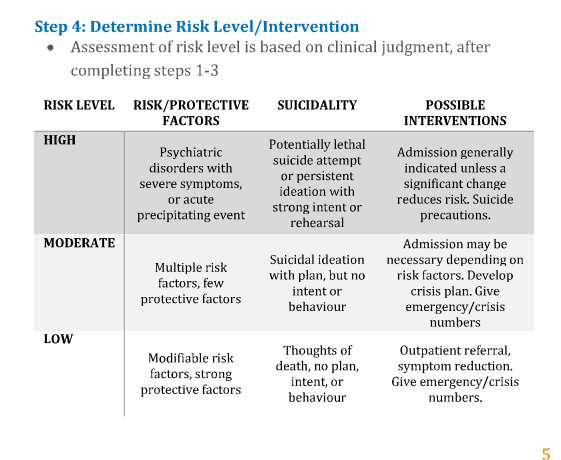 Step 4: Determine Risk Level/Intervention
• Assessment of risk level is based on clinical judgment, after
completing steps 1-3
RISK LEVEL
RISK/PROTECTIVE
FACTORS
SUICIDALITY
POSSIBLE
INTERVENTIONS
HIGH
Psychiatric
disorders with
severe symptoms,
or acute
precipitating event
Potentially lethal
suicide attempt
or persistent
ideation with
strong intent or
rehearsal
Admission generally
indicated unless a
significant change
reduces risk. Suicide
precautions.
MODERATE
Multiple risk
factors, few
protective factors
Suicidal ideation
with plan, but no
intent or
behaviour
Admission may be
necessary depending on
risk factors. Develop
crisis plan. Give
emergency/crisis
numbers
LOW
Modifiable risk
factors, strong
protective factors
Thoughts of
death, no plan,
intent, or
behaviour
Outpatient referral,
symptom reduction.
Give emergency/crisis
numbers.
5